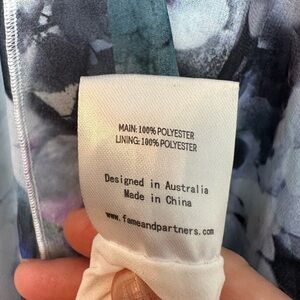 MAIN: 100% POLYESTER
LINING: 100% POLYESTER
Designed in Australia
Made in China
www.fameandpartners.com